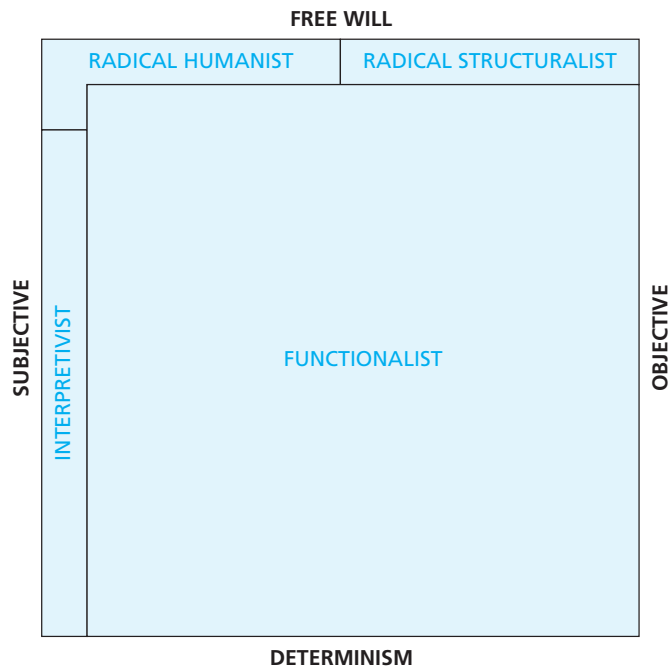 FREE WILL
RADICAL HUMANIST
RADICAL STRUCTURALIST
SUBJECTIVE
INTERPRETIVIST
FUNCTIONALIST
OBJECTIVE
DETERMINISM